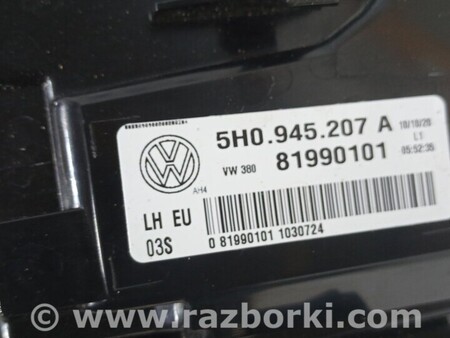 5H0.945.207 A
10/10/20
L1
VW 380
81990101
05:52:35
AH4
LH EU
03S
0 81990101 1030724
© www.razborki.com/